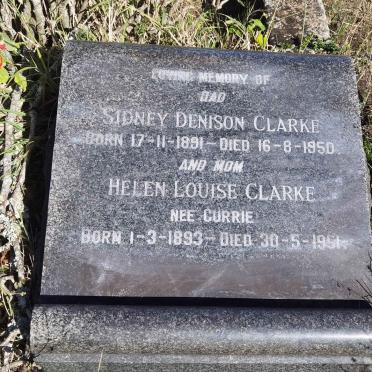 LOVING MEMORY OF
DAD
SIDNEY DENISON CLARKE
BORN 17-11-1891 - DIED 16-8-1950.
AND MOM
HELEN LOUISE CLARKE
NEE CURRIE
BORN 1-3-1893 - DIED 30-5-1951.